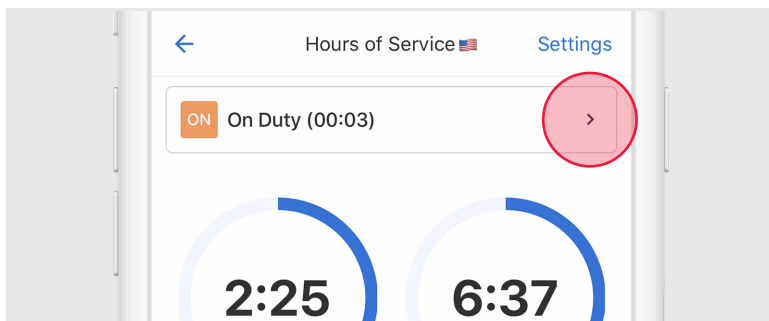 Hours of Service🇺🇸 Settings
ON On Duty (00:03)
2:25 6:37